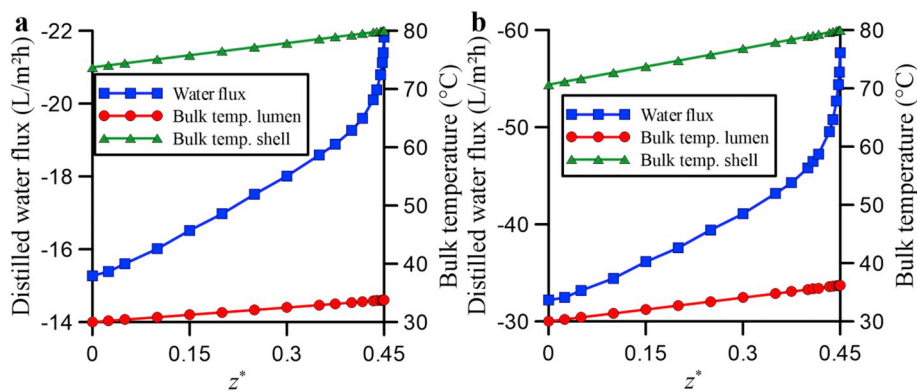 a
-22
-20
-18
-16
-14
Distilled water flux (L/m²h)
Water flux
Bulk temp. lumen
Bulk temp. shell
80
70
60
50
40
30
Bulk temperature (°C)
0
0.15
0.3
0.45
z*
b
-60
-50
-40
-30
Distilled water flux (L/m²h)
Water flux
Bulk temp. lumen
Bulk temp. shell
80
70
60
50
40
30
Bulk temperature (°C)
0
0.15
0.3
0.45
z*